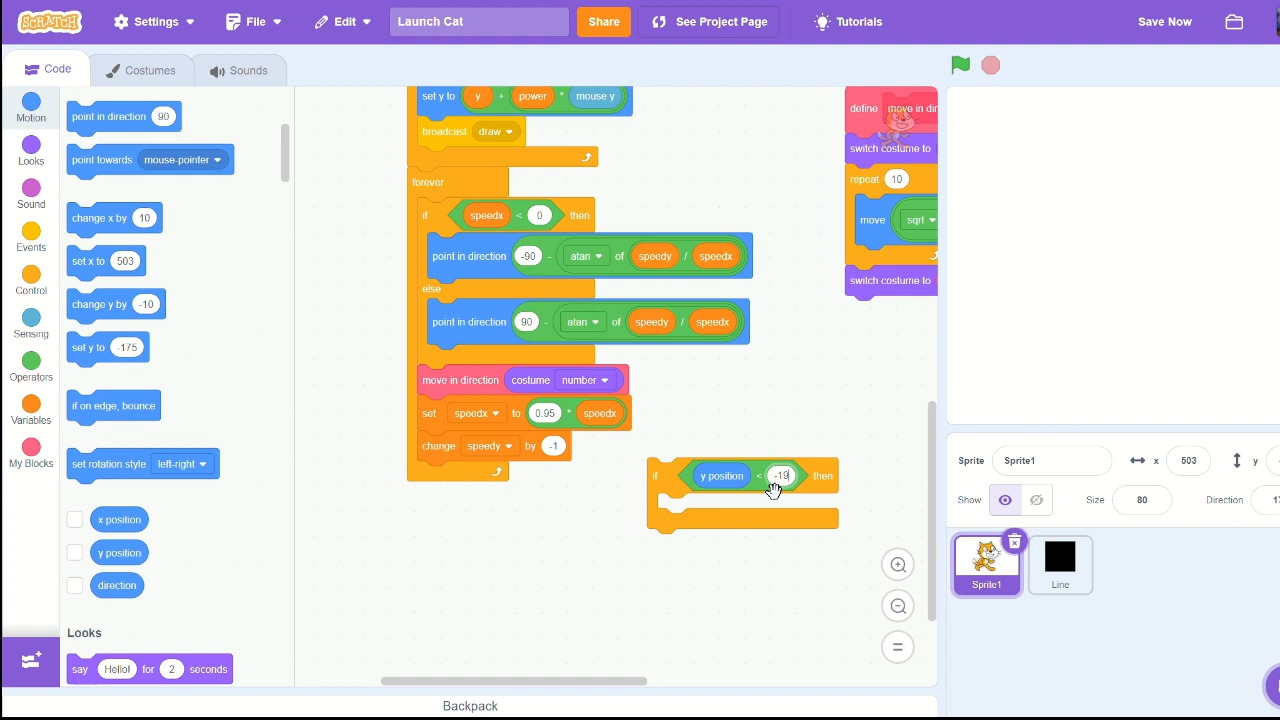 SCRATCH Settings File Edit Launch Cat Share See Project Page Tutorials Save Now
Code Costumes Sounds
Motion
Looks
Sound
Events
Control
Sensing
Operators
Variables
My Blocks
point in direction 90
point towards mouse-pointer
change x by 10
set x to 503
change y by -10
set y to -175
if on edge, bounce
set rotation style left-right
x position
y position
direction
Looks
say Hello! for 2 seconds
set y to y + power * mouse y
broadcast draw
forever
if speedx < 0 then
point in direction -90 - atan of speedy / speedx
else
point in direction 90 - atan of speedy / speedx
move in direction costume number
set speedx to 0.95 * speedx
change speedy by -1
if y position < -19 then
define move in dir
switch costume to
repeat 10
move sqrt
switch costume to
Sprite Sprite1 x 503 y
Show Size 80 Direction
Sprite1 Line
Backpack